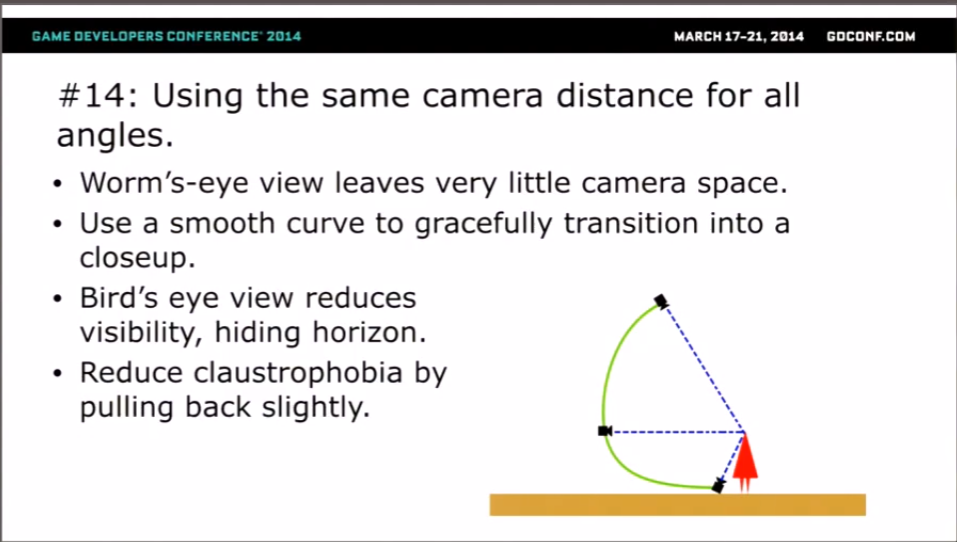 GAME DEVELOPERS CONFERENCE® 2014
MARCH 17–21, 2014 GDCONF.COM
#14: Using the same camera distance for all
angles.
• Worm's-eye view leaves very little camera space.
• Use a smooth curve to gracefully transition into a
closeup.
• Bird's eye view reduces
visibility, hiding horizon.
• Reduce claustrophobia by
pulling back slightly.